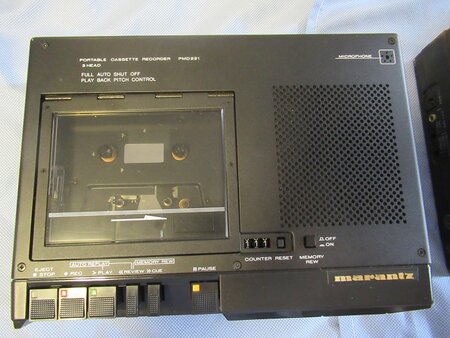 PORTABLE CASSETTE RECORDER PMD221
3 HEAD
FULL AUTO SHUT OFF
PLAY BACK PITCH CONTROL
MICROPHONE
OFF
ON
COUNTER RESET
MEMORY
REW
AUTO REPLAY
MEMORY REW
EJECT
STOP
REC
PLAY
REVIEW
CUE
PAUSE
marantz